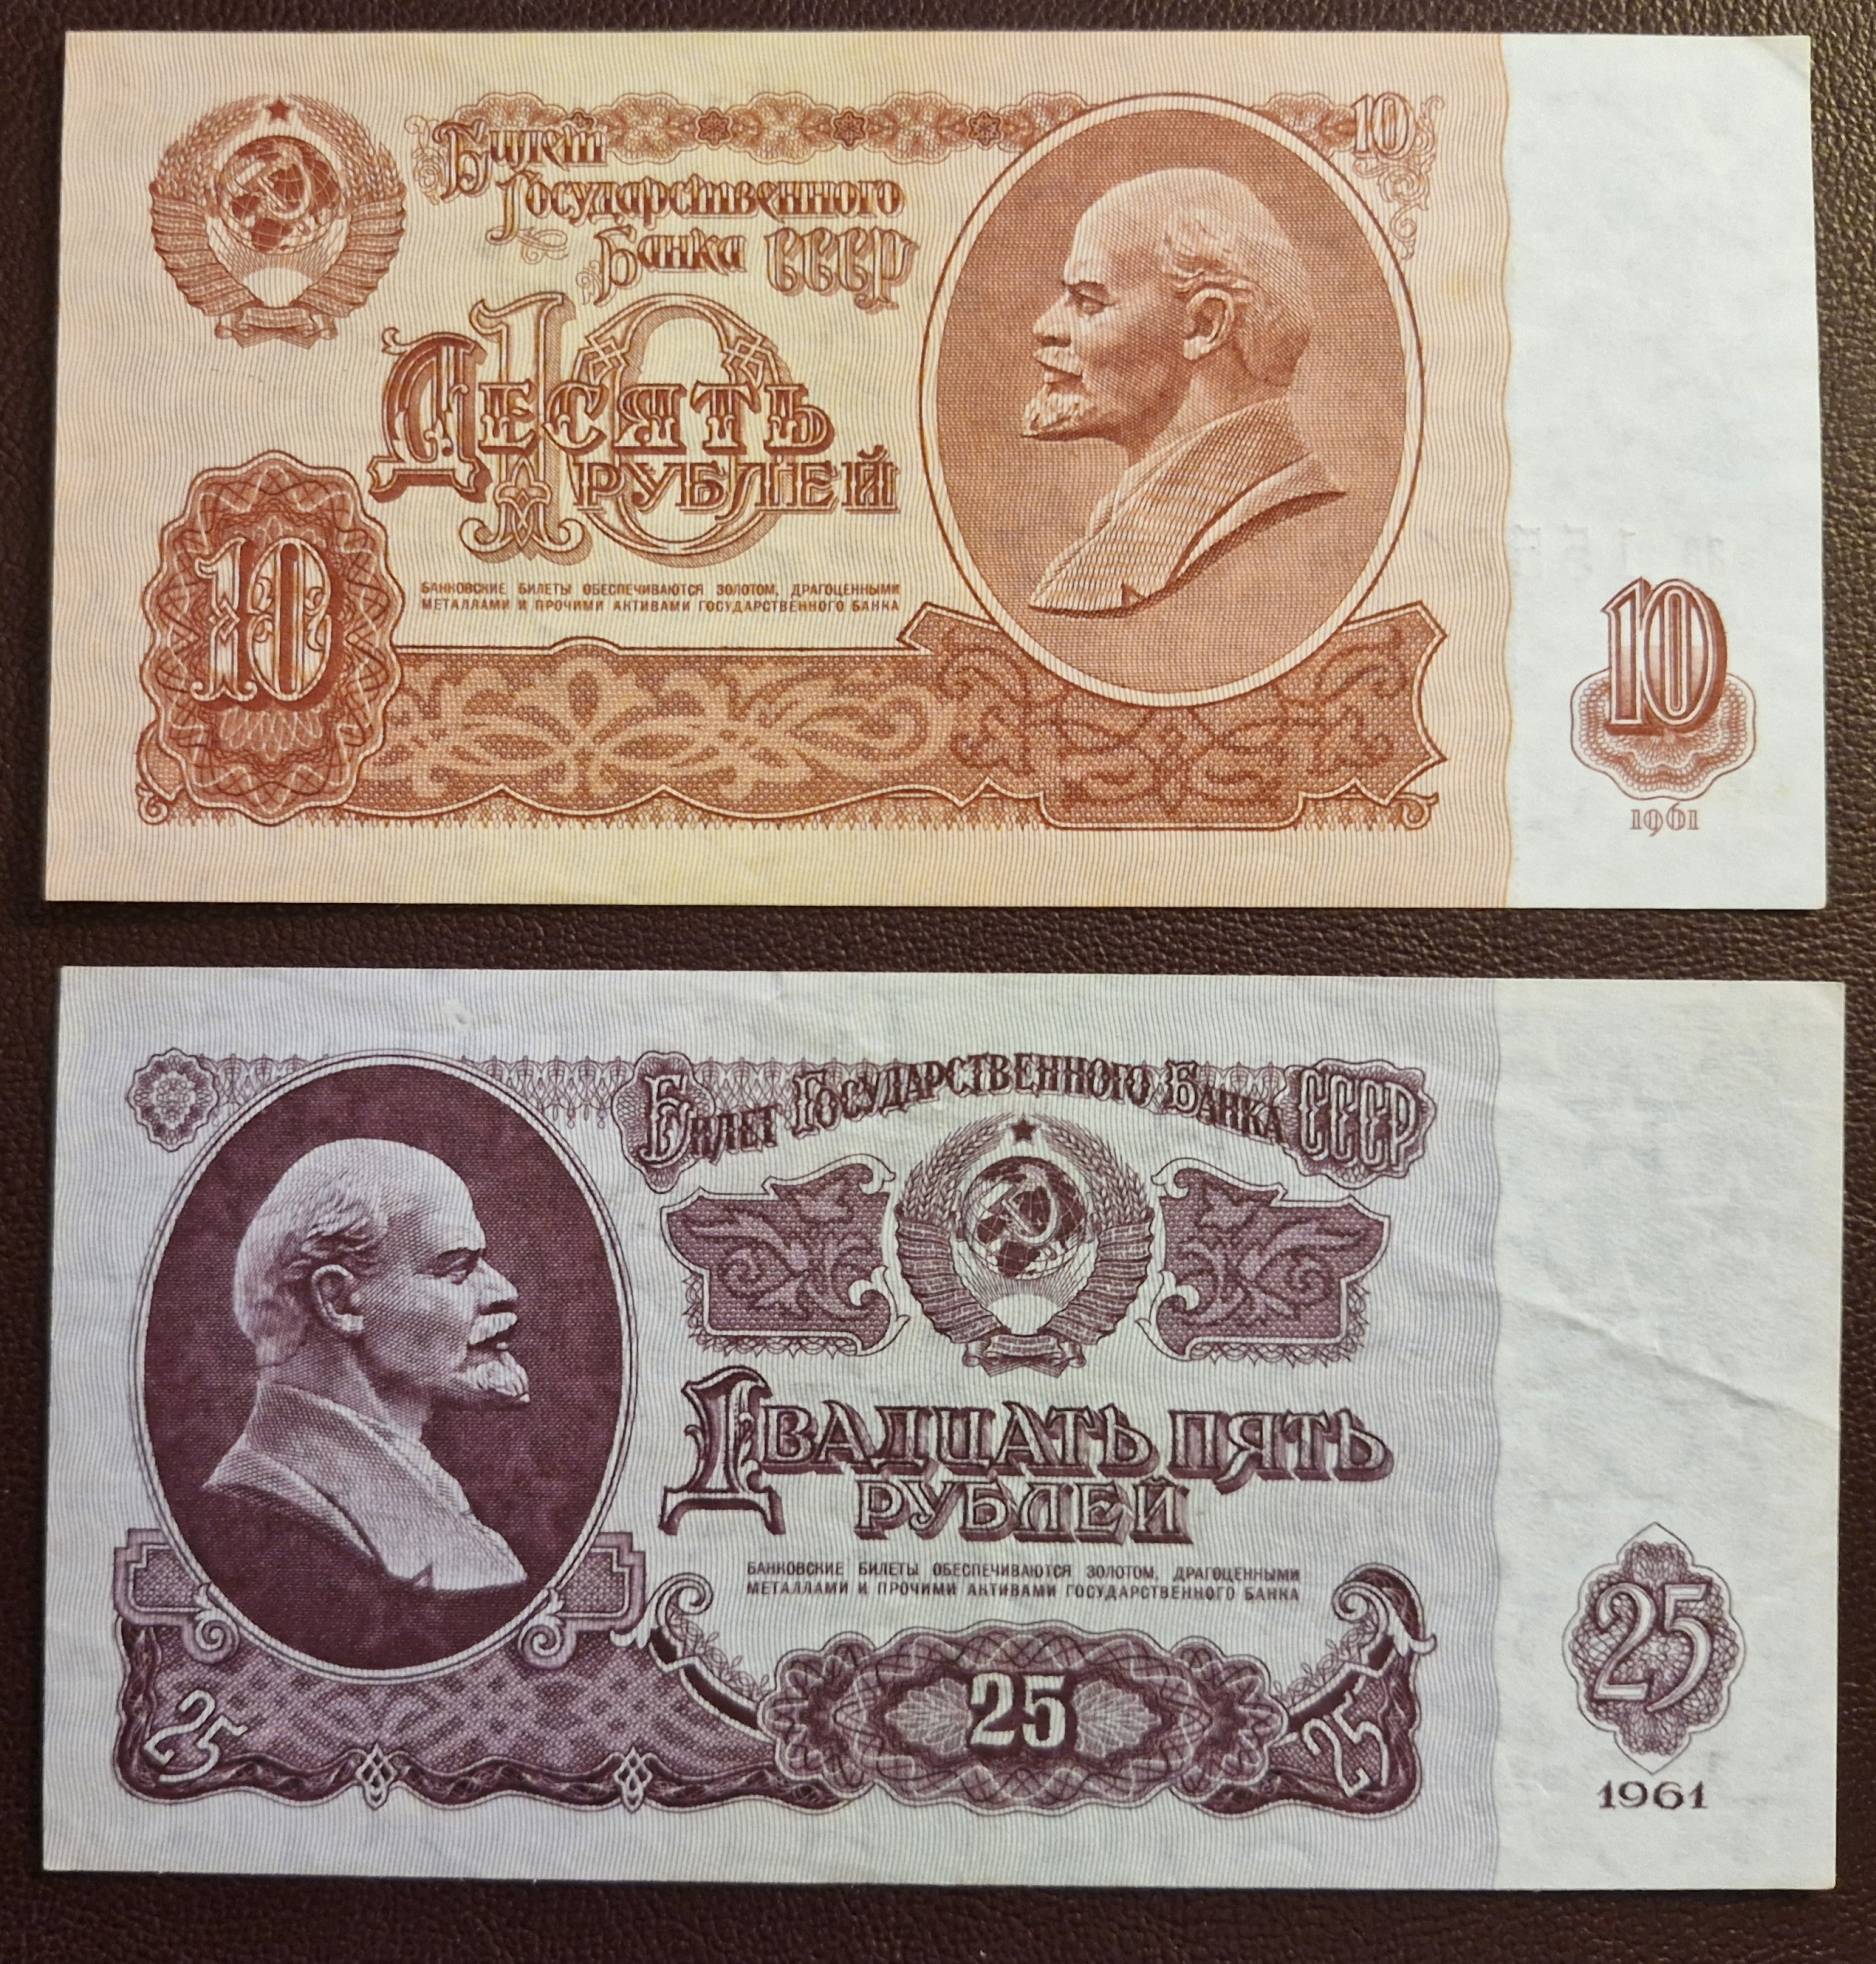 Билет
Государственного
Банка СССР
10
10
Десять
рублей
БАНКОВСКИЕ БИЛЕТЫ ОБЕСПЕЧИВАЮТСЯ ЗОЛОТОМ, ДРАГОЦЕННЫМИ
МЕТАЛЛАМИ И ПРОЧИМИ АКТИВАМИ ГОСУДАРСТВЕННОГО БАНКА
10
10
1961
Билет Государственного Банка СССР
Двадцать пять
рублей
БАНКОВСКИЕ БИЛЕТЫ ОБЕСПЕЧИВАЮТСЯ ЗОЛОТОМ, ДРАГОЦЕННЫМИ
МЕТАЛЛАМИ И ПРОЧИМИ АКТИВАМИ ГОСУДАРСТВЕННОГО БАНКА
25
25
25
25
1961